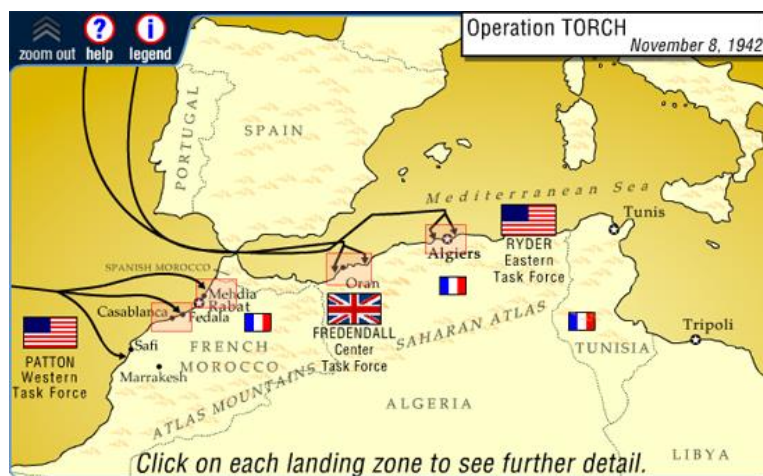 Operation TORCH
November 8, 1942
zoom out
help
legend
PORTUGAL
SPAIN
Mediterranean Sea
Tunis
Algiers
RYDER
Eastern
Task Force
SPANISH MOROCCO
Oran
Mehdia
Rabat
Casablanca
Fedala
FREDENDALL
Center
Task Force
SAHARAN ATLAS
Tripoli
PATTON
Western
Task Force
Safi
FRENCH
MOROCCO
TUNISIA
Marrakesh
ATLAS MOUNTAINS
ALGERIA
LIBYA
Click on each landing zone to see further detail.